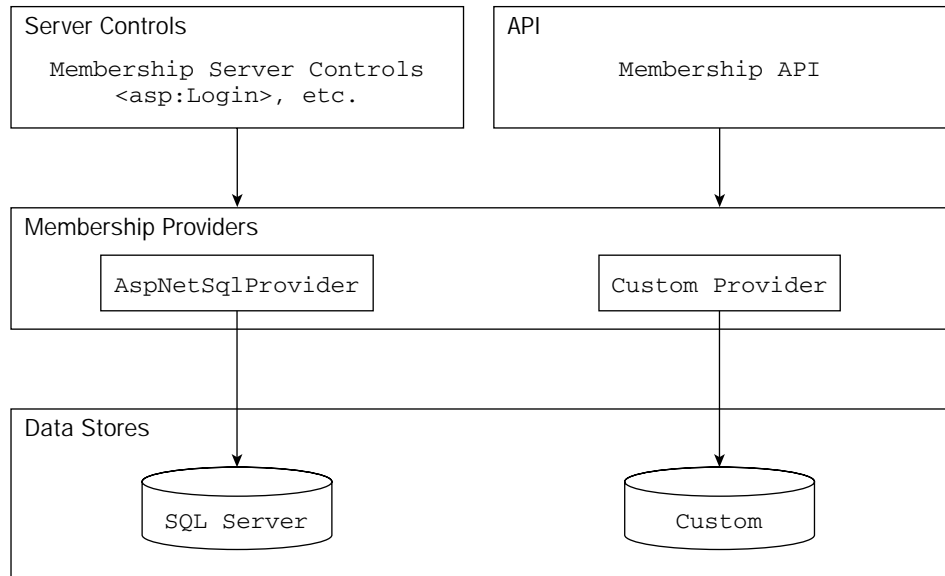 Server Controls
Membership Server Controls
<asp:Login>, etc.
API
Membership API
Membership Providers
AspNetSqlProvider
Custom Provider
Data Stores
SQL Server
Custom